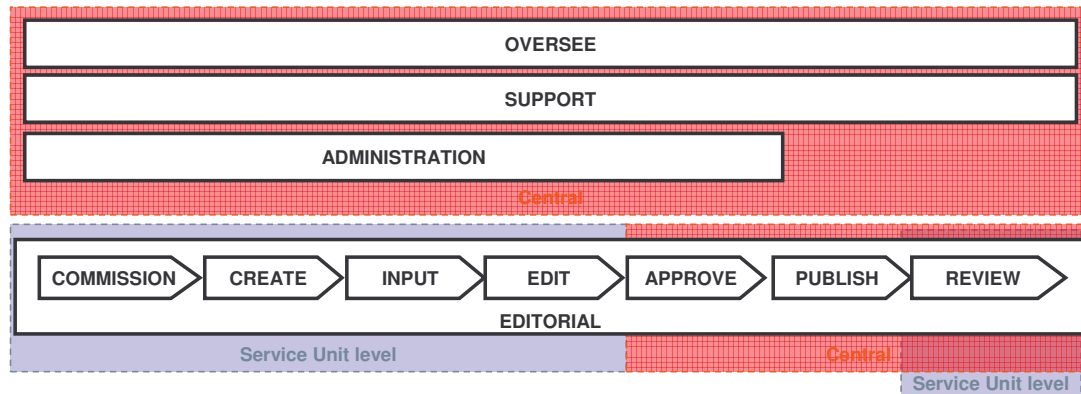 OVERSEE
SUPPORT
ADMINISTRATION
Central
COMMISSION CREATE INPUT EDIT APPROVE PUBLISH REVIEW
EDITORIAL
Service Unit level Central
Service Unit level